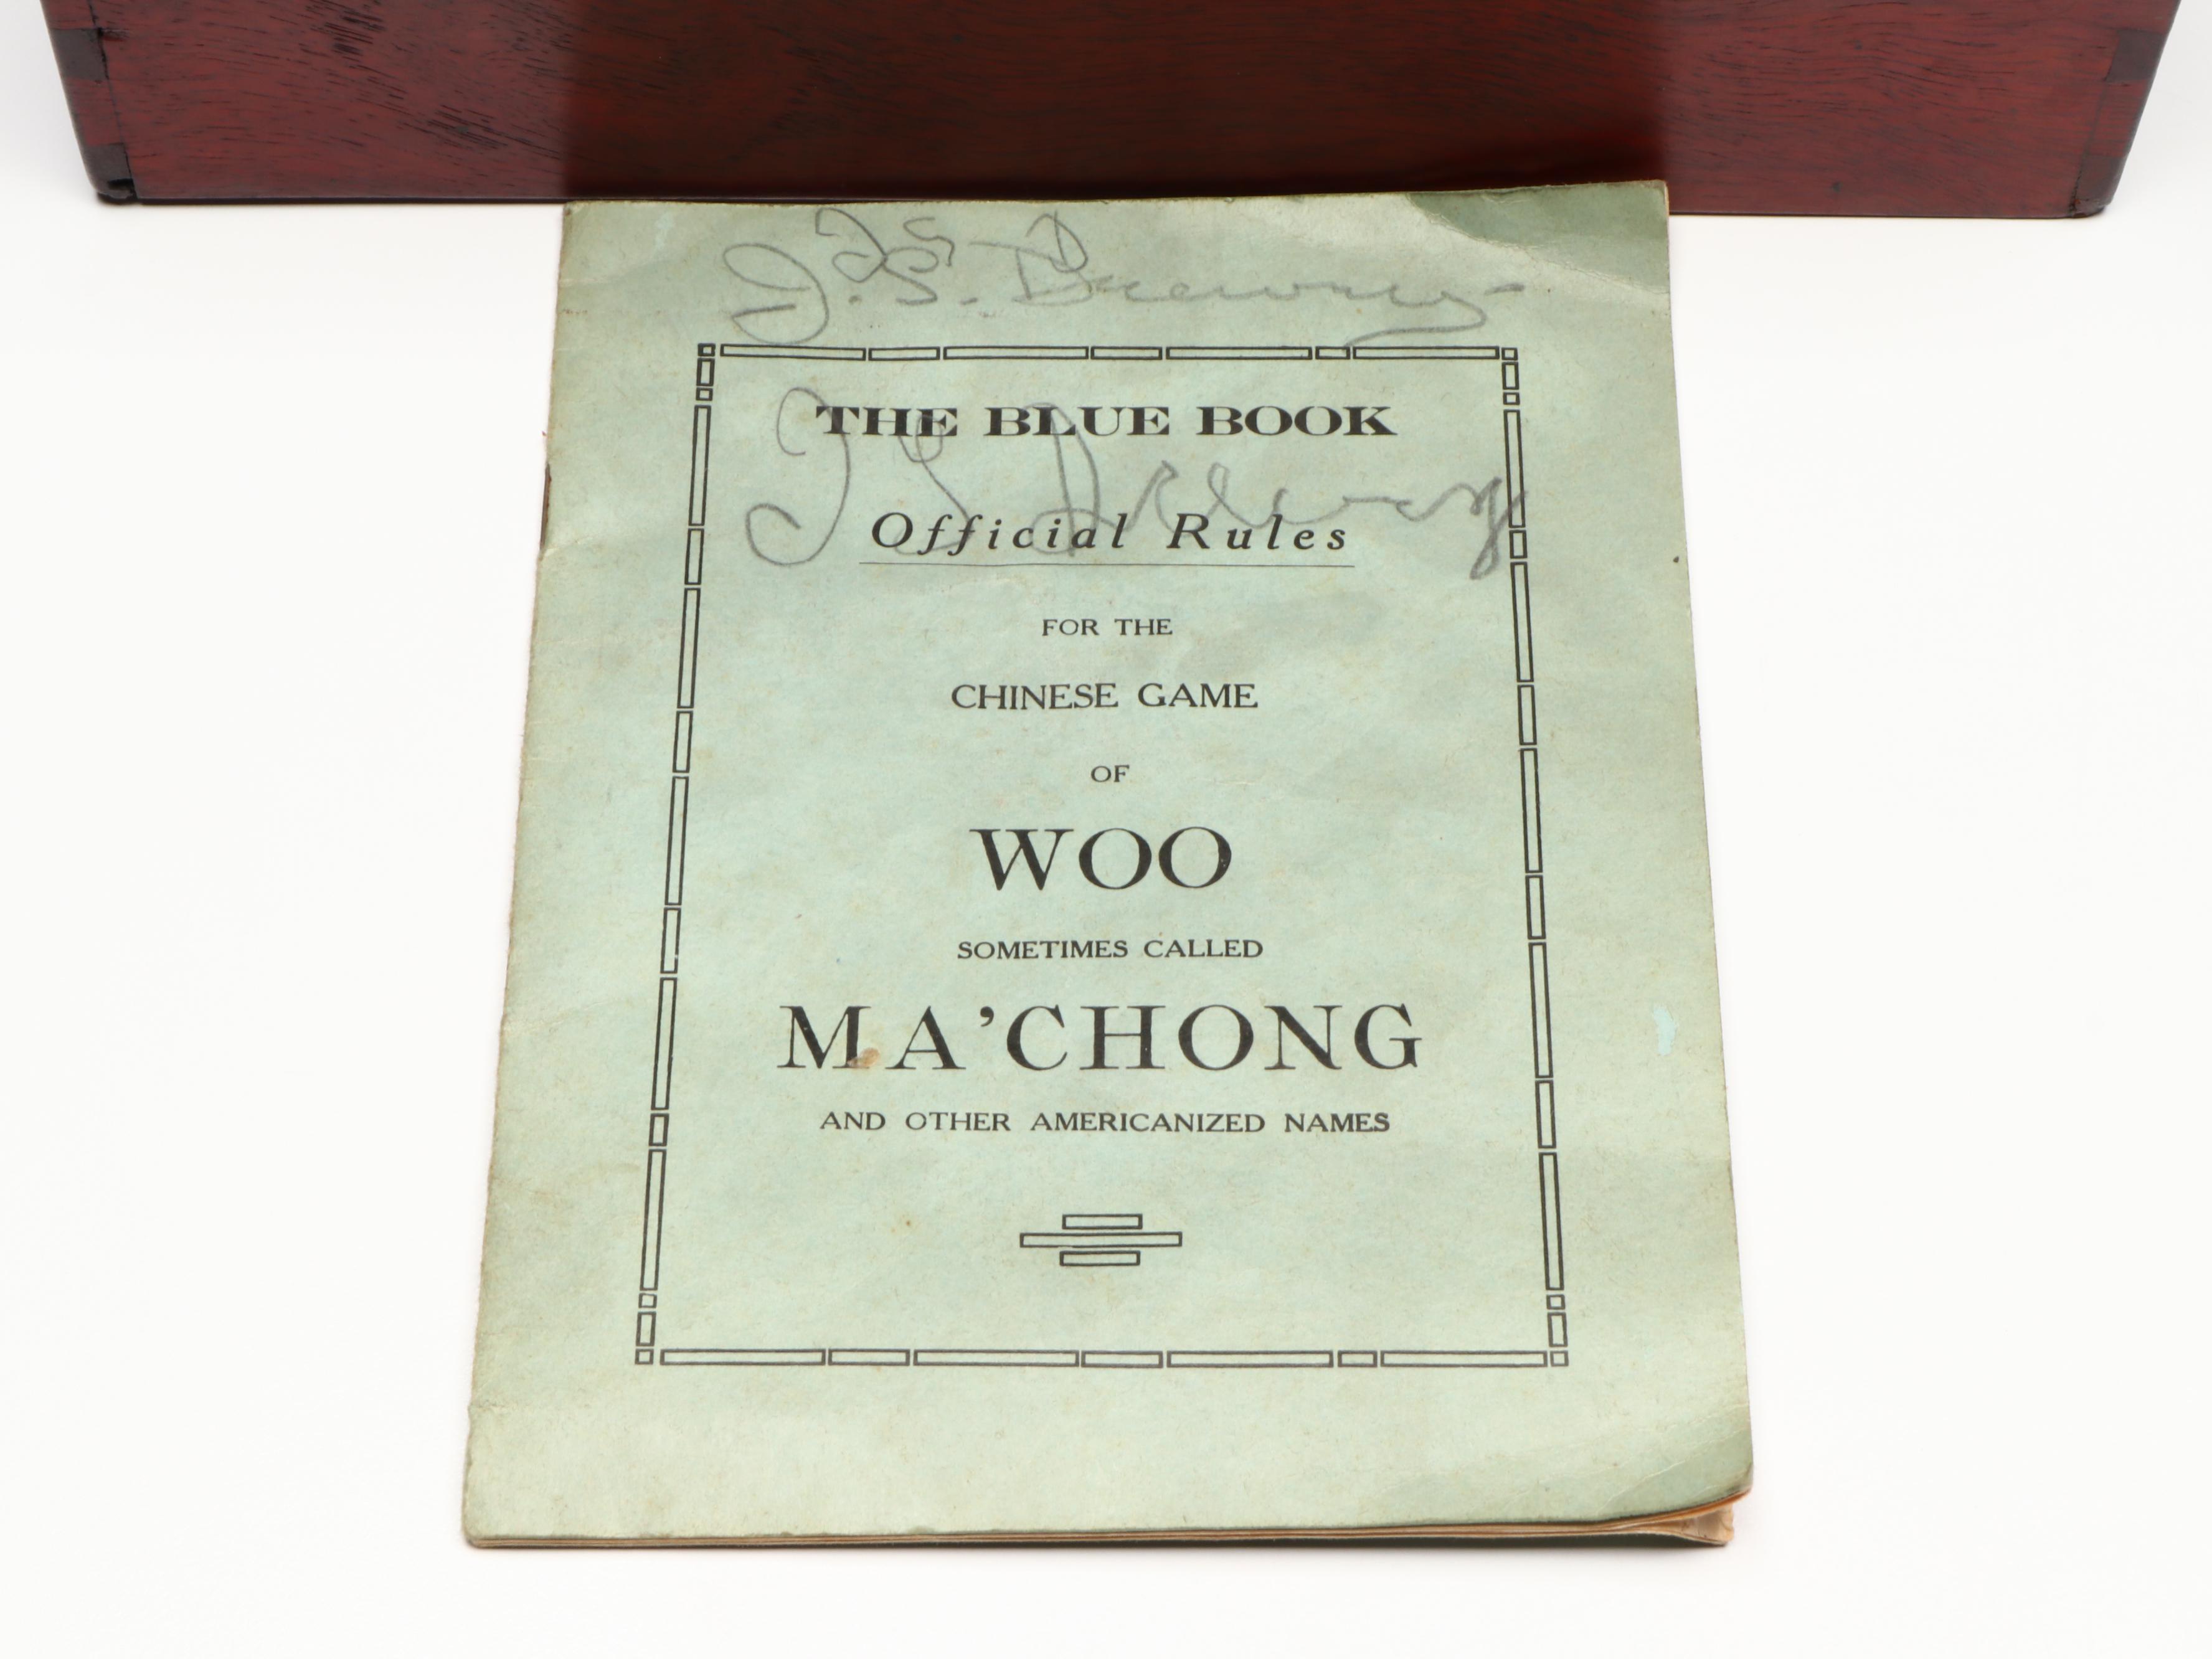 J. S.
THE BLUE BOOK
Official Rules
FOR THE
CHINESE GAME
OF
WOO
SOMETIMES CALLED
MA'CHONG
AND OTHER AMERICANIZED NAMES